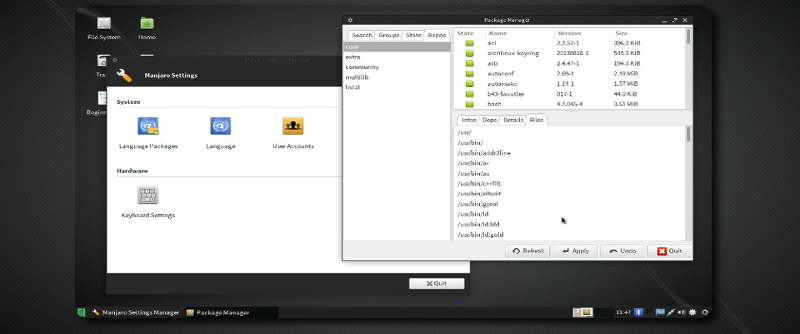 File System
Home
Manjaro Settings
System
Language Packages
Language
User Accounts
Hardware
Keyboard Settings
Quit
Package Manager
Search Groups State Repos
core
extra
community
multilib
local
State Name Version Size
acl 2.2.52-1 396.0 KiB
archlinux-keyring 20130818-1 545.0 KiB
attr 2.4.47-1 194.0 KiB
autoconf 2.69-1 2.18 MiB
automake 1.14-1 1.57 MiB
b43-fwcutter 017-1 44.0 KiB
bash 4.2.045-4 3.51 MiB
Infos Deps Details Files
/usr/
/usr/bin/
/usr/bin/addr2line
/usr/bin/ar
/usr/bin/as
/usr/bin/c++filt
/usr/bin/elfedit
/usr/bin/gprof
/usr/bin/ld
/usr/bin/ld.bfd
/usr/bin/ld.gold
Refresh Apply Undo Quit
Manjaro Settings Manager Package Manager 11:47